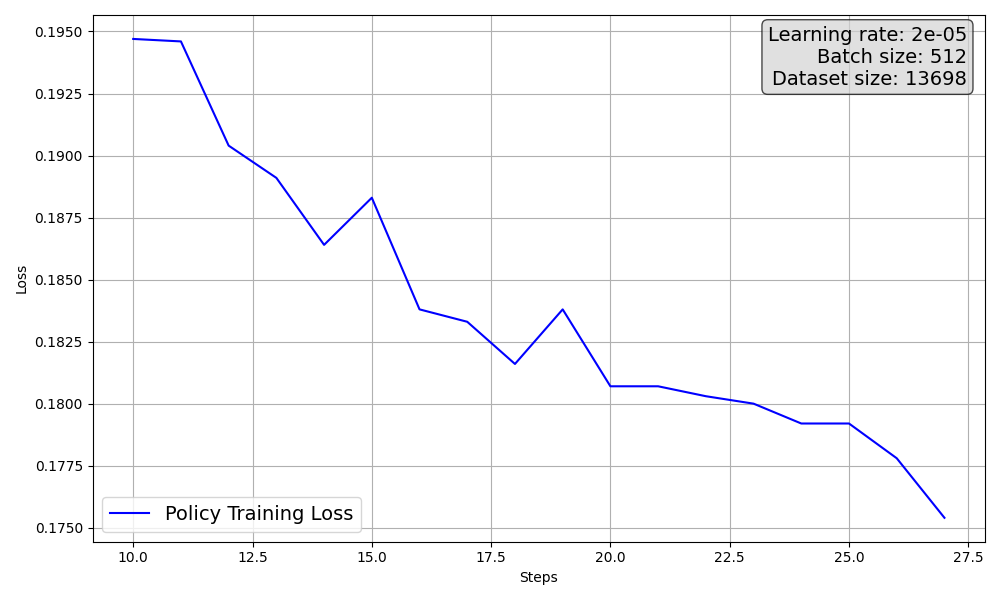 Learning rate: 2e-05
Batch size: 512
Dataset size: 13698
0.1950
0.1925
0.1900
0.1875
0.1850
0.1825
0.1800
0.1775
0.1750
Loss
Policy Training Loss
10.0 12.5 15.0 17.5 20.0 22.5 25.0 27.5
Steps